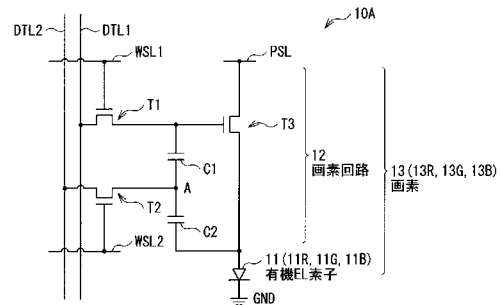 10A
DTL2 DTL1
WSL1
PSL
T1
T3
C1
12
画素回路
13 (13R, 13G, 13B)
画素
A
T2
C2
WSL2
11 (11R, 11G, 11B)
有機EL素子
GND